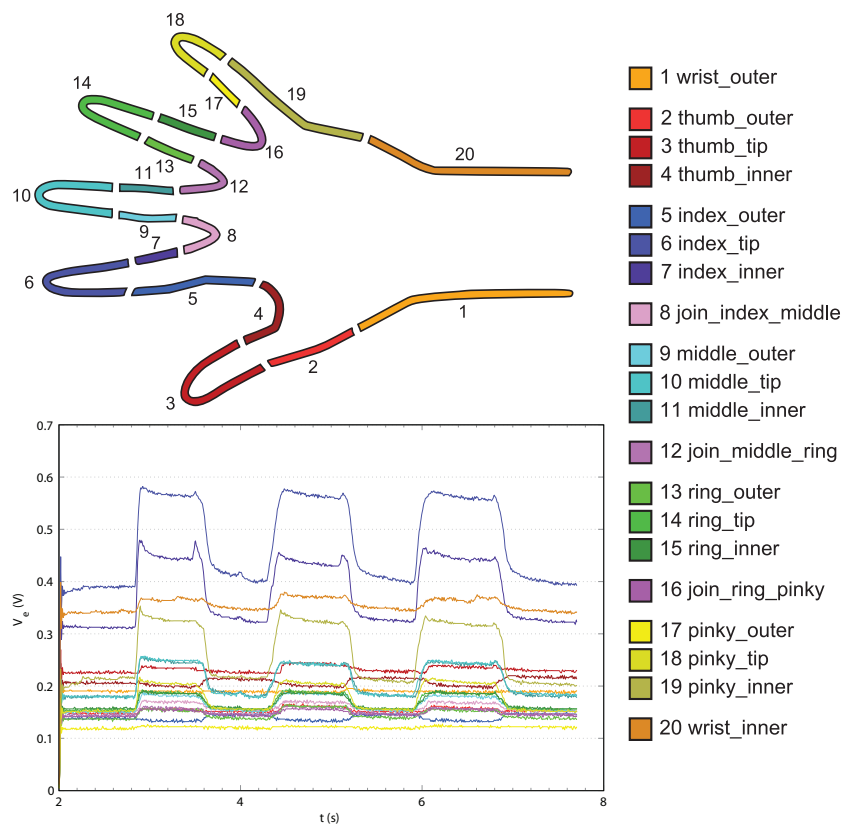 18
14
19
15
17
16
13
11
12
20
10
9
8
7
6
5
4
1
2
3
1 wrist_outer
2 thumb_outer
3 thumb_tip
4 thumb_inner
5 index_outer
6 index_tip
7 index_inner
8 join_index_middle
9 middle_outer
10 middle_tip
11 middle_inner
12 join_middle_ring
13 ring_outer
14 ring_tip
15 ring_inner
16 join_ring_pinky
17 pinky_outer
18 pinky_tip
19 pinky_inner
20 wrist_inner
0.7
0.6
0.5
0.4
0.3
0.2
0.1
0
V_e (V)
2 4 6 8
t (s)